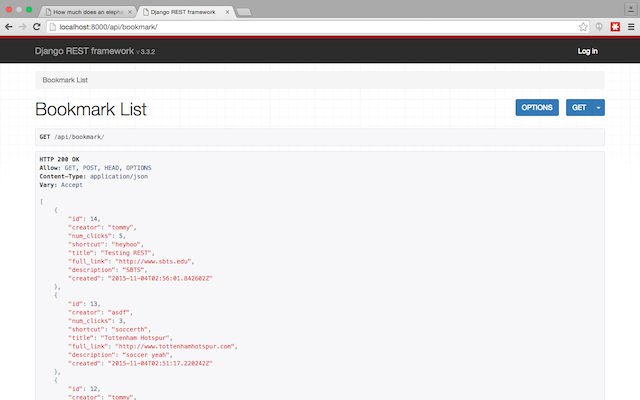 How much does an elepha
Django REST framework
localhost:8000/api/bookmark/
Django REST framework v 3.3.2
Log in
Bookmark List
Bookmark List
OPTIONS
GET
GET /api/bookmark/
HTTP 200 OK
Allow: GET, POST, HEAD, OPTIONS
Content-Type: application/json
Vary: Accept
[
{
"id": 14,
"creator": "tommy",
"num_clicks": 5,
"shortcut": "heyhoo",
"title": "Testing REST",
"full_link": "http://www.sbts.edu",
"description": "SBTS",
"created": "2015-11-04T02:56:01.842602Z"
},
{
"id": 13,
"creator": "asdf",
"num_clicks": 3,
"shortcut": "soccerth",
"title": "Tottenham Hotspur",
"full_link": "http://www.tottenhamhotspur.com",
"description": "soccer yeah",
"created": "2015-11-04T02:51:17.220242Z"
},
{
"id": 12,
"creator": "tommy",